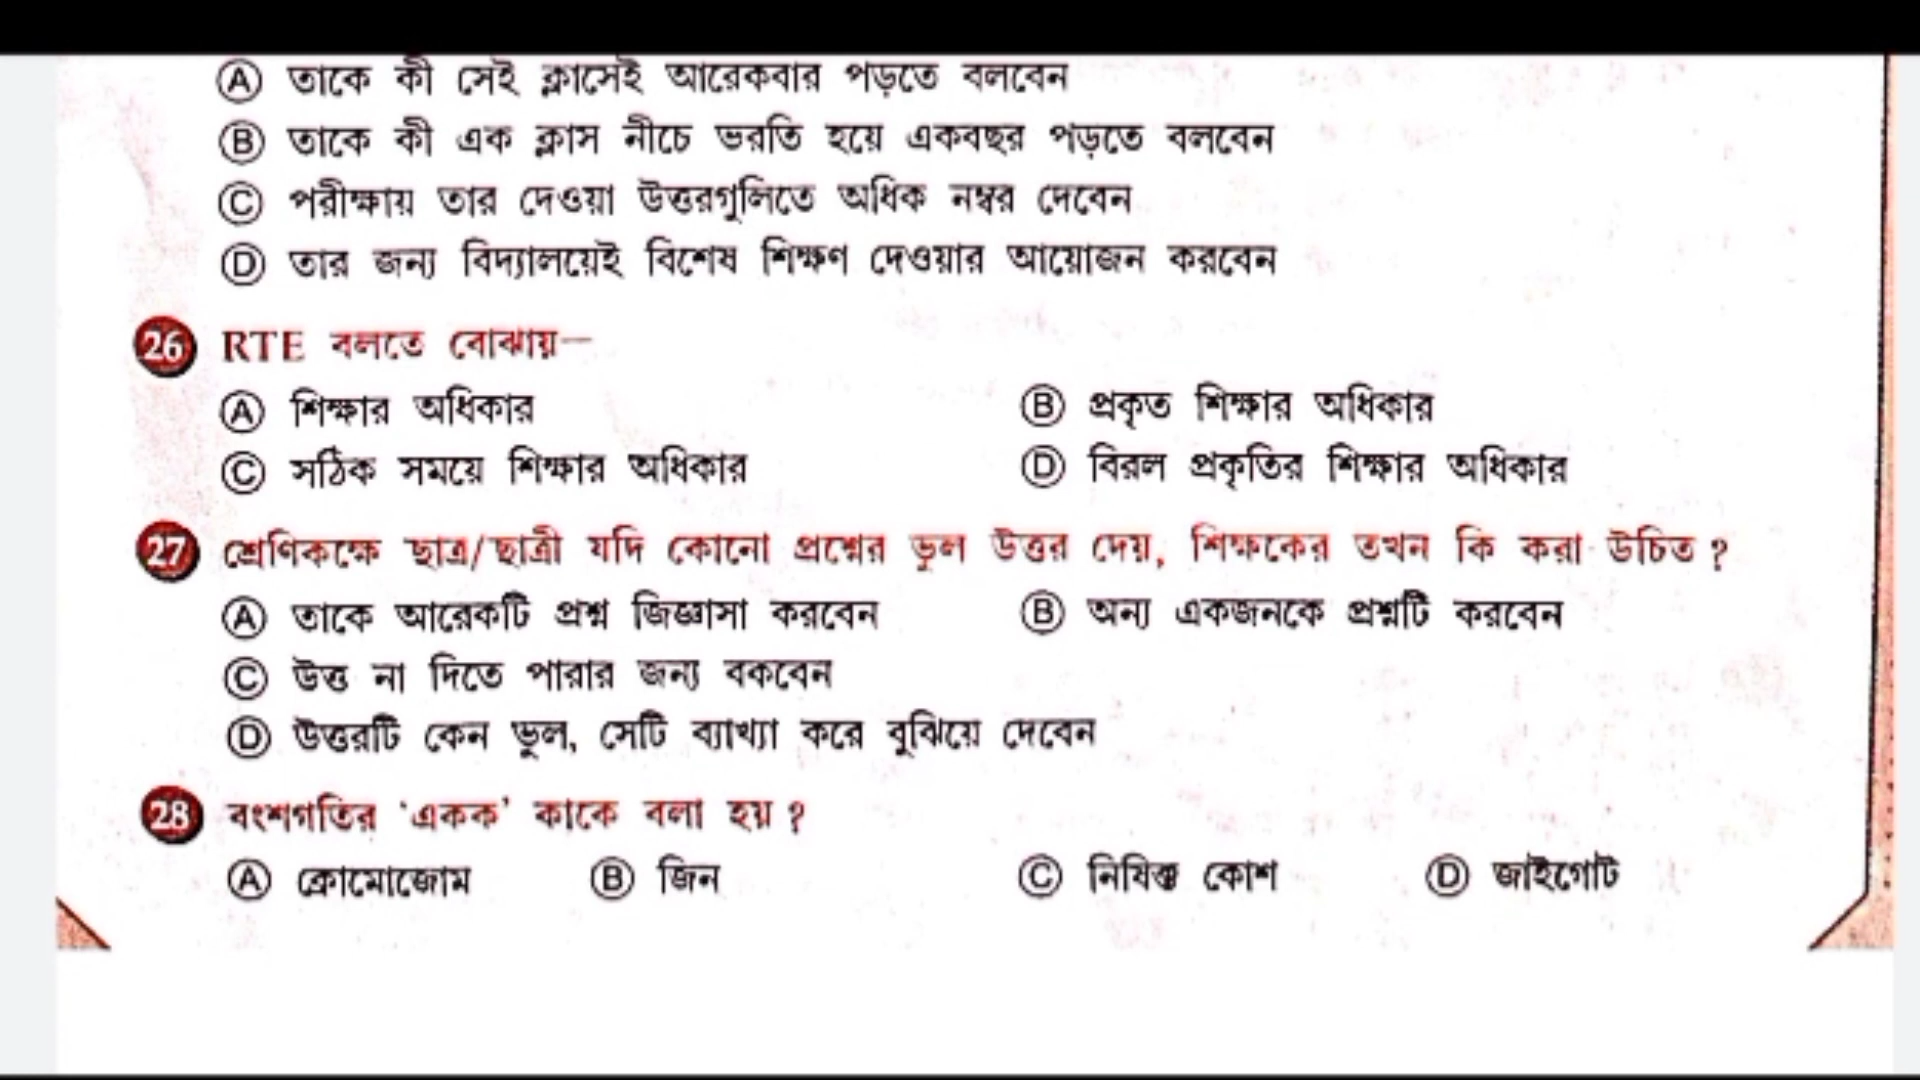 Ⓐ তাকে কী সেই ক্লাসেই আরেকবার পড়তে বলবেন
Ⓑ তাকে কী এক ক্লাস নীচে ভরতি হয়ে একবছর পড়তে বলবেন
Ⓒ পরীক্ষায় তার দেওয়া উত্তরগুলিতে অধিক নম্বর দেবেন
Ⓓ তার জন্য বিদ্যালয়েই বিশেষ শিক্ষণ দেওয়ার আয়োজন করবেন
26 RTE বলতে বোঝায়—
Ⓐ শিক্ষার অধিকার Ⓑ প্রকৃত শিক্ষার অধিকার
Ⓒ সঠিক সময়ে শিক্ষার অধিকার Ⓓ বিরল প্রকৃতির শিক্ষার অধিকার
27 শ্রেণিকক্ষে ছাত্র/ছাত্রী যদি কোনো প্রশ্নের ভুল উত্তর দেয়, শিক্ষকের তখন কি করা উচিত ?
Ⓐ তাকে আরেকটি প্রশ্ন জিজ্ঞাসা করবেন Ⓑ অন্য একজনকে প্রশ্নটি করবেন
Ⓒ উত্ত না দিতে পারার জন্য বকবেন
Ⓓ উত্তরটি কেন ভুল, সেটি ব্যাখ্যা করে বুঝিয়ে দেবেন
28 বংশগতির 'একক' কাকে বলা হয় ?
Ⓐ ক্রোমোজোম Ⓑ জিন Ⓒ নিষিক্ত কোশ Ⓓ জাইগোট